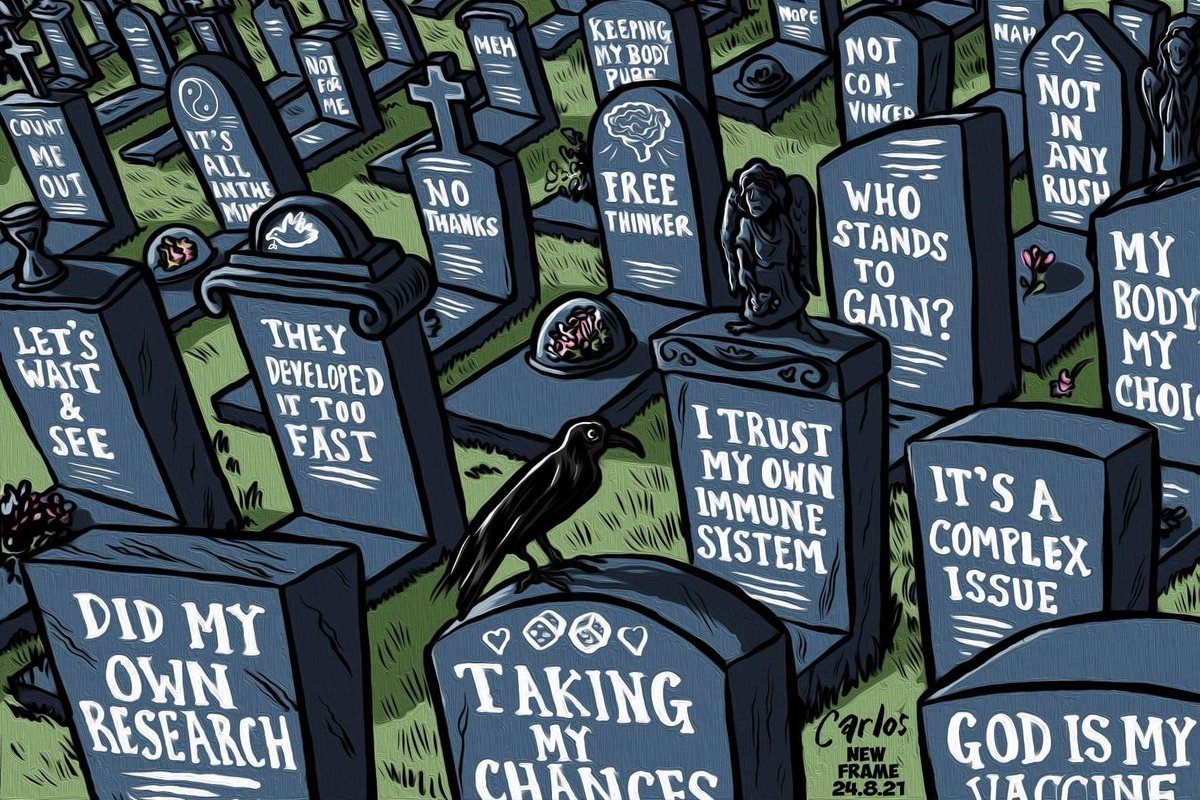 MEH
KEEPING
MY BODY
PURE
NOPE
NOT
CON-
VINCED
NAH
NOT
IN
ANY
RUSH
COUNT
ME
OUT
IT'S
ALL
IN THE
MIND
NOT
FOR
ME
NO
THANKS
FREE
THINKER
WHO
STANDS
TO
GAIN?
MY
BODY
MY
CHOI
LET'S
WAIT
&
SEE
THEY
DEVELOPED
IT TOO
FAST
I TRUST
MY OWN
IMMUNE
SYSTEM
IT'S A
COMPLEX
ISSUE
DID MY
OWN
RESEARCH
TAKING
MY
CHANCES
GOD IS MY
VACCINE
Carlos
NEW
FRAME
24.8.21